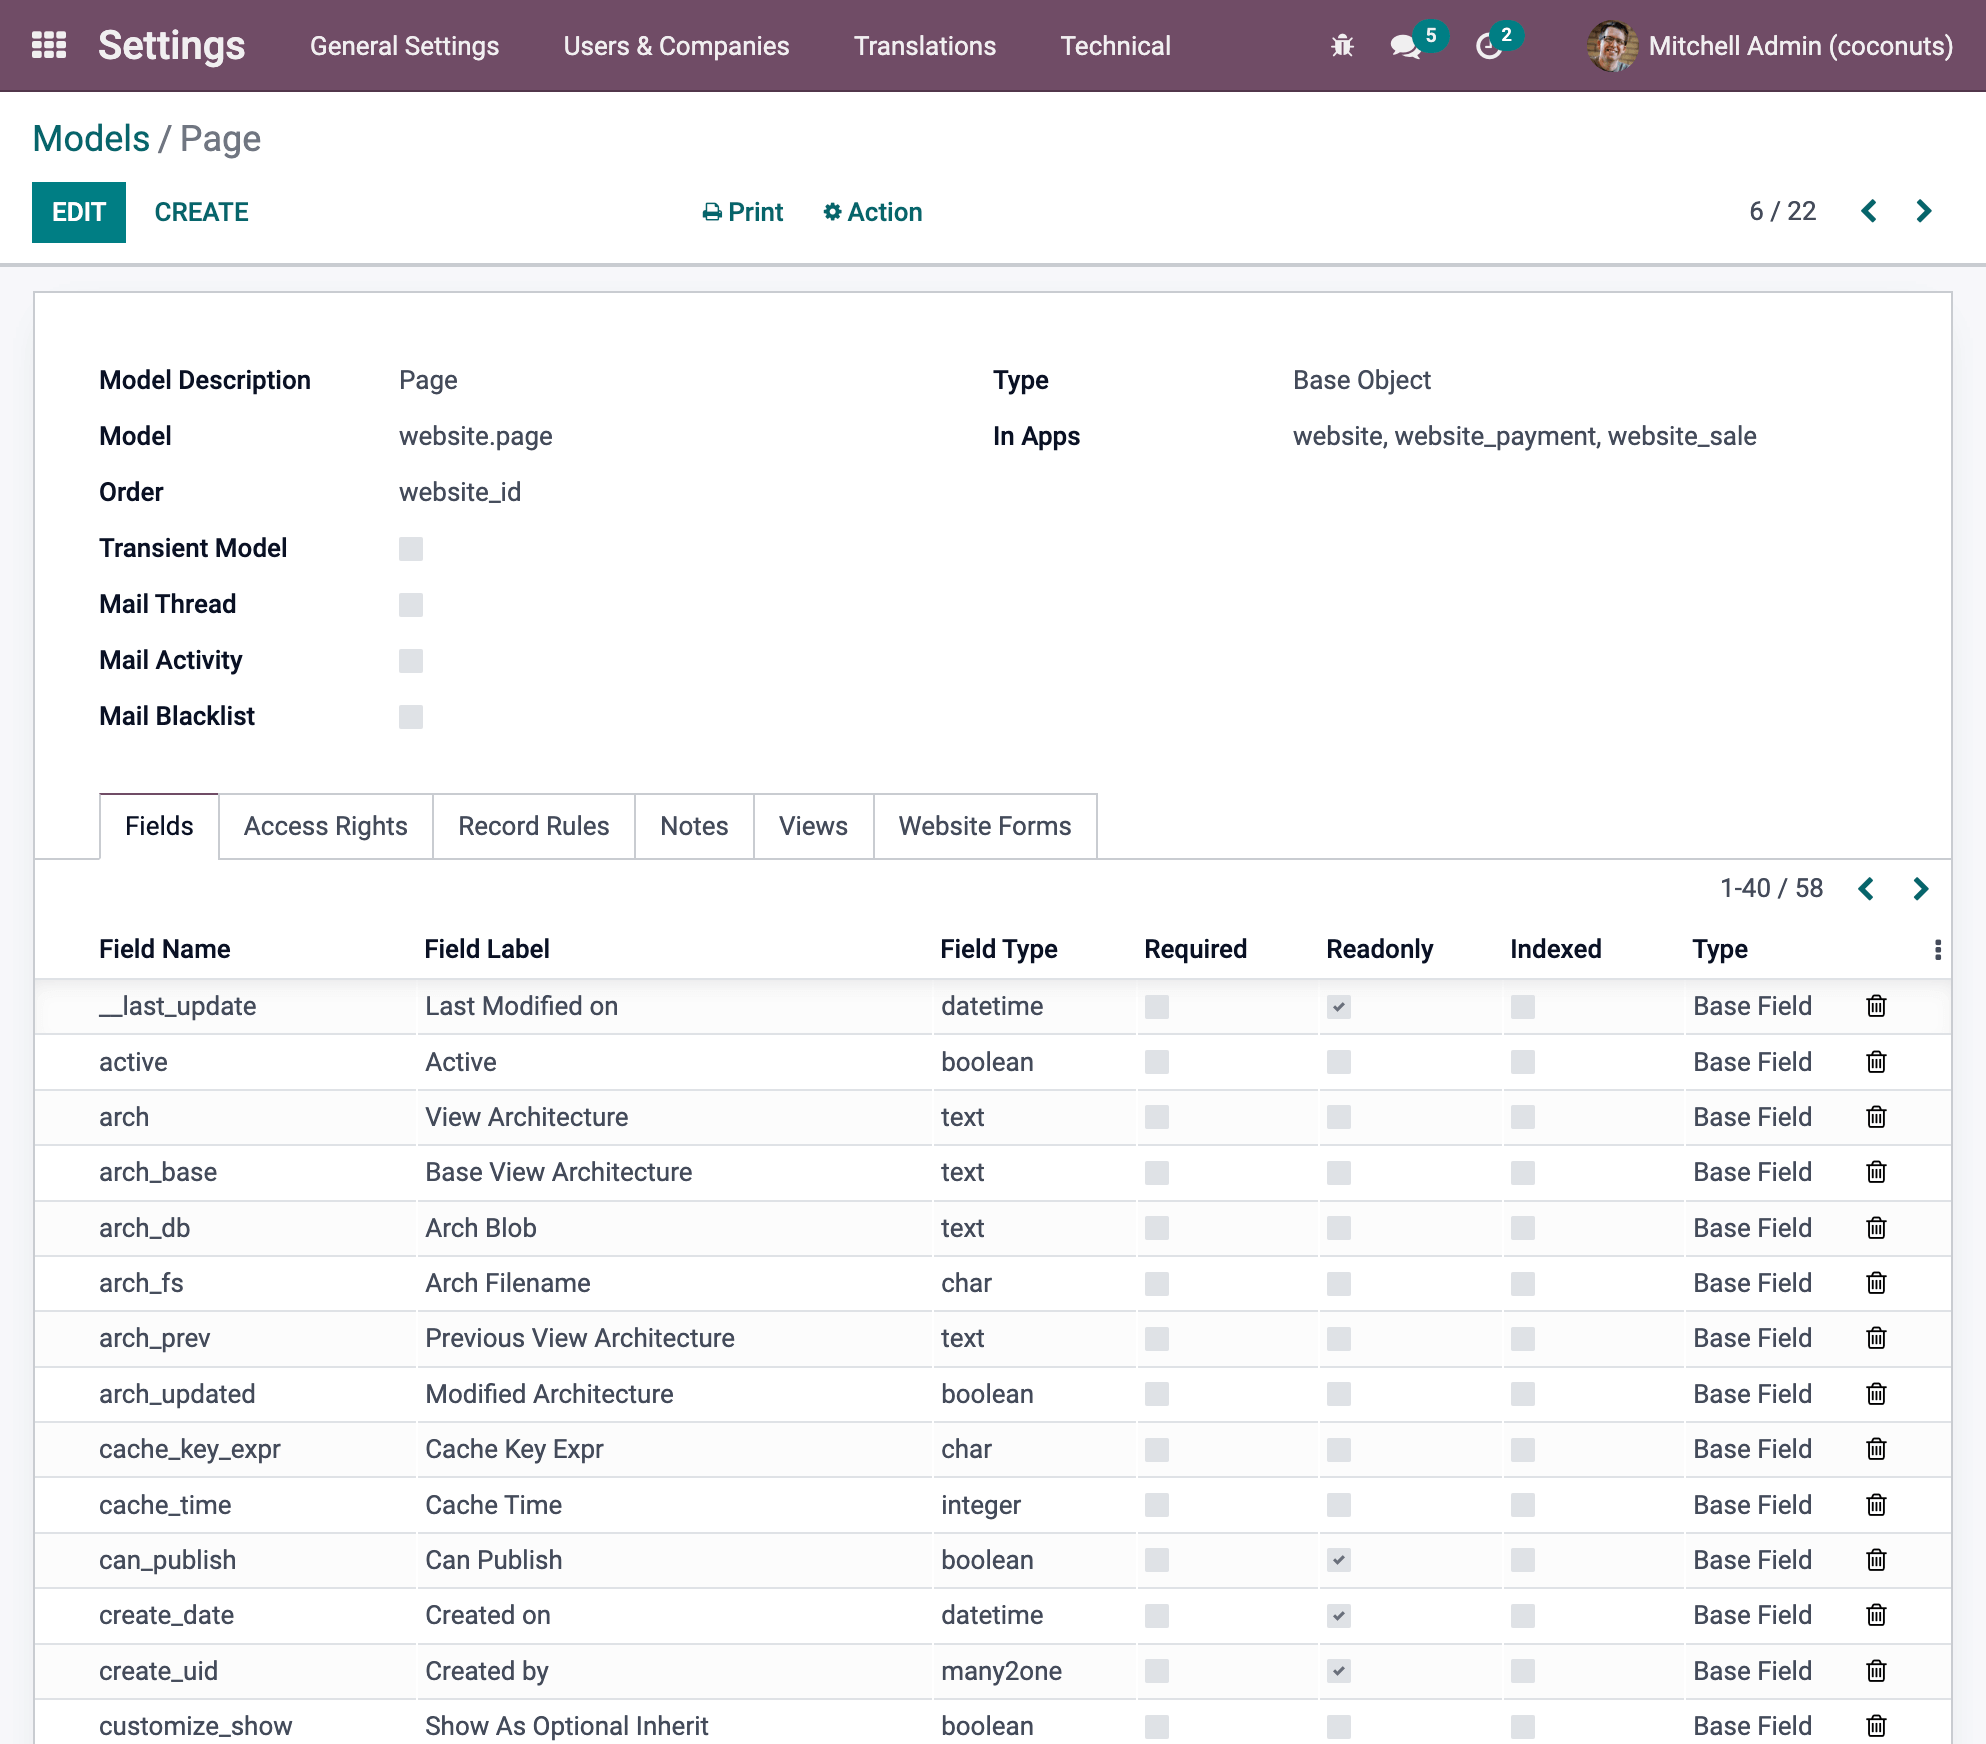 Settings General Settings Users & Companies Translations Technical 5 2 Mitchell Admin (coconuts)
Models / Page
EDIT CREATE Print Action 6 / 22
Model Description Page Type Base Object
Model website.page In Apps website, website_payment, website_sale
Order website_id
Transient Model
Mail Thread
Mail Activity
Mail Blacklist
Fields Access Rights Record Rules Notes Views Website Forms
1-40 / 58
Field Name Field Label Field Type Required Readonly Indexed Type
__last_update Last Modified on datetime Base Field
active Active boolean Base Field
arch View Architecture text Base Field
arch_base Base View Architecture text Base Field
arch_db Arch Blob text Base Field
arch_fs Arch Filename char Base Field
arch_prev Previous View Architecture text Base Field
arch_updated Modified Architecture boolean Base Field
cache_key_expr Cache Key Expr char Base Field
cache_time Cache Time integer Base Field
can_publish Can Publish boolean Base Field
create_date Created on datetime Base Field
create_uid Created by many2one Base Field
customize_show Show As Optional Inherit boolean Base Field